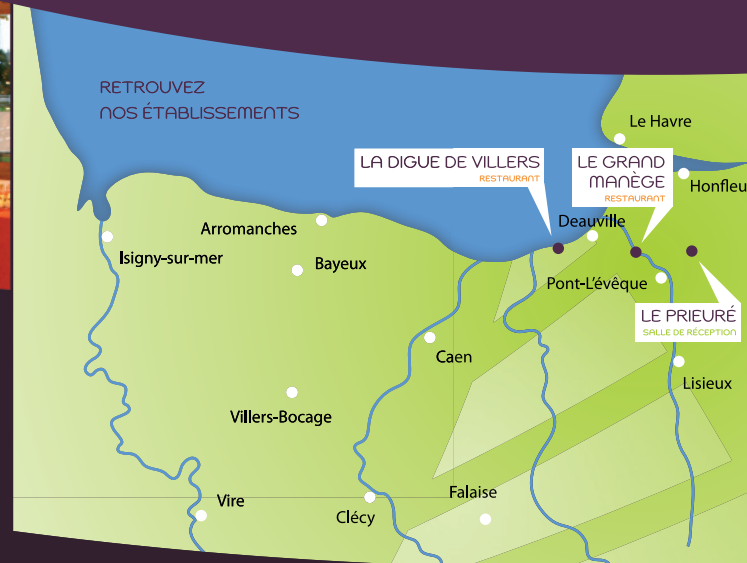 RETROUVEZ
NOS ÉTABLISSEMENTS
Le Havre
LA DIGUE DE VILLERS
RESTAURANT
LE GRAND
MANÈGE
RESTAURANT
Honfleu
Deauville
Arromanches
Isigny-sur-mer
Bayeux
Pont-L'évêque
LE PRIEURÉ
SALLE DE RÉCEPTION
Caen
Lisieux
Villers-Bocage
Falaise
Vire
Clécy